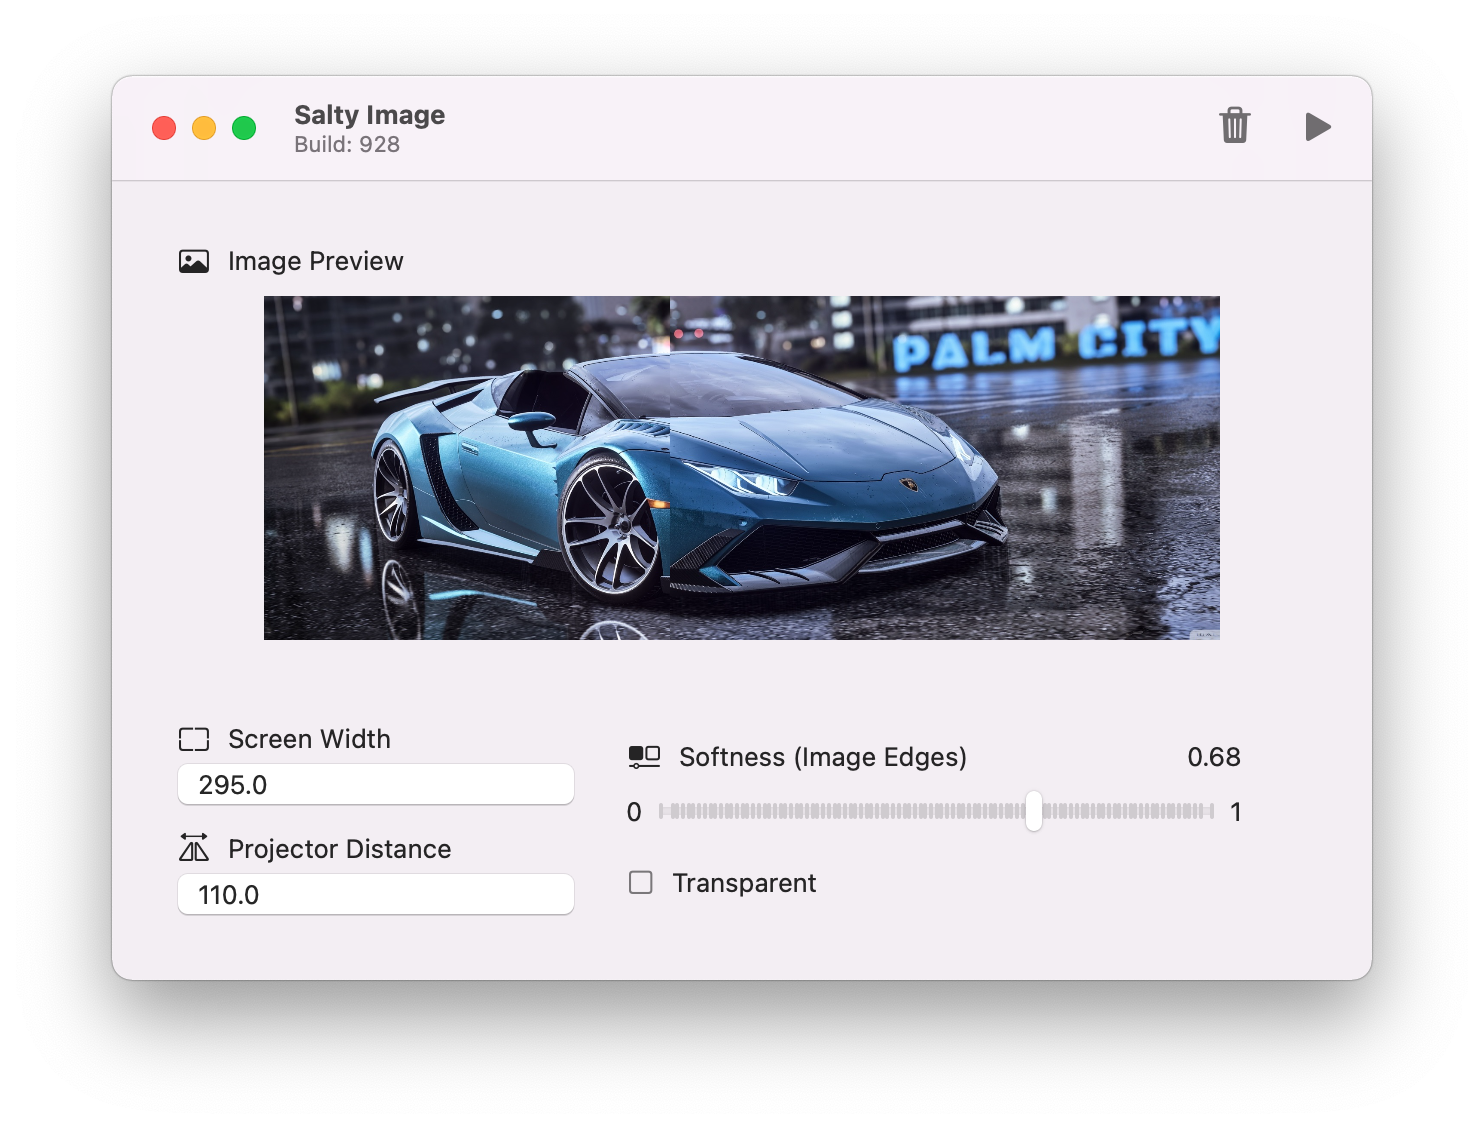 Salty Image
Build: 928
Image Preview
PALM CITY
Screen Width
295.0
Projector Distance
110.0
Softness (Image Edges)
0.68
0
1
Transparent